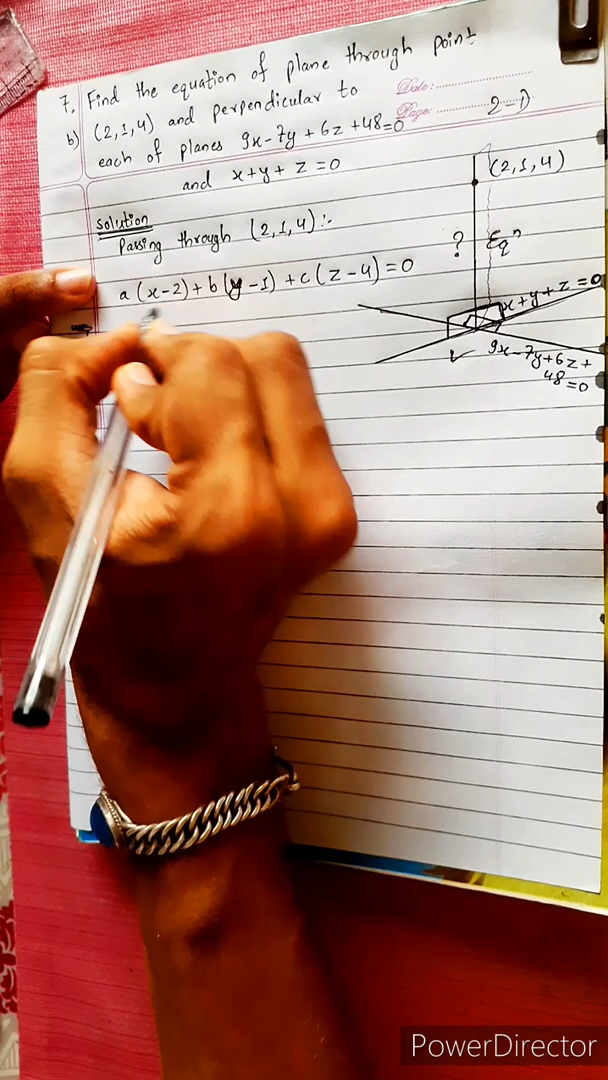 7. Find the equation of plane through point
b) (2,1,4) and perpendicular to
Date:
Page: 2-1)
each of planes 9x-7y+6z+48=0
and x+y+z=0
solution
Passing through (2,1,4):-
a(x-2)+b(y-1)+c(z-4)=0
(2,1,4)
? Eqⁿ
x+y+z=0
✓ 9x-7y+6z+
48
=0
PowerDirector